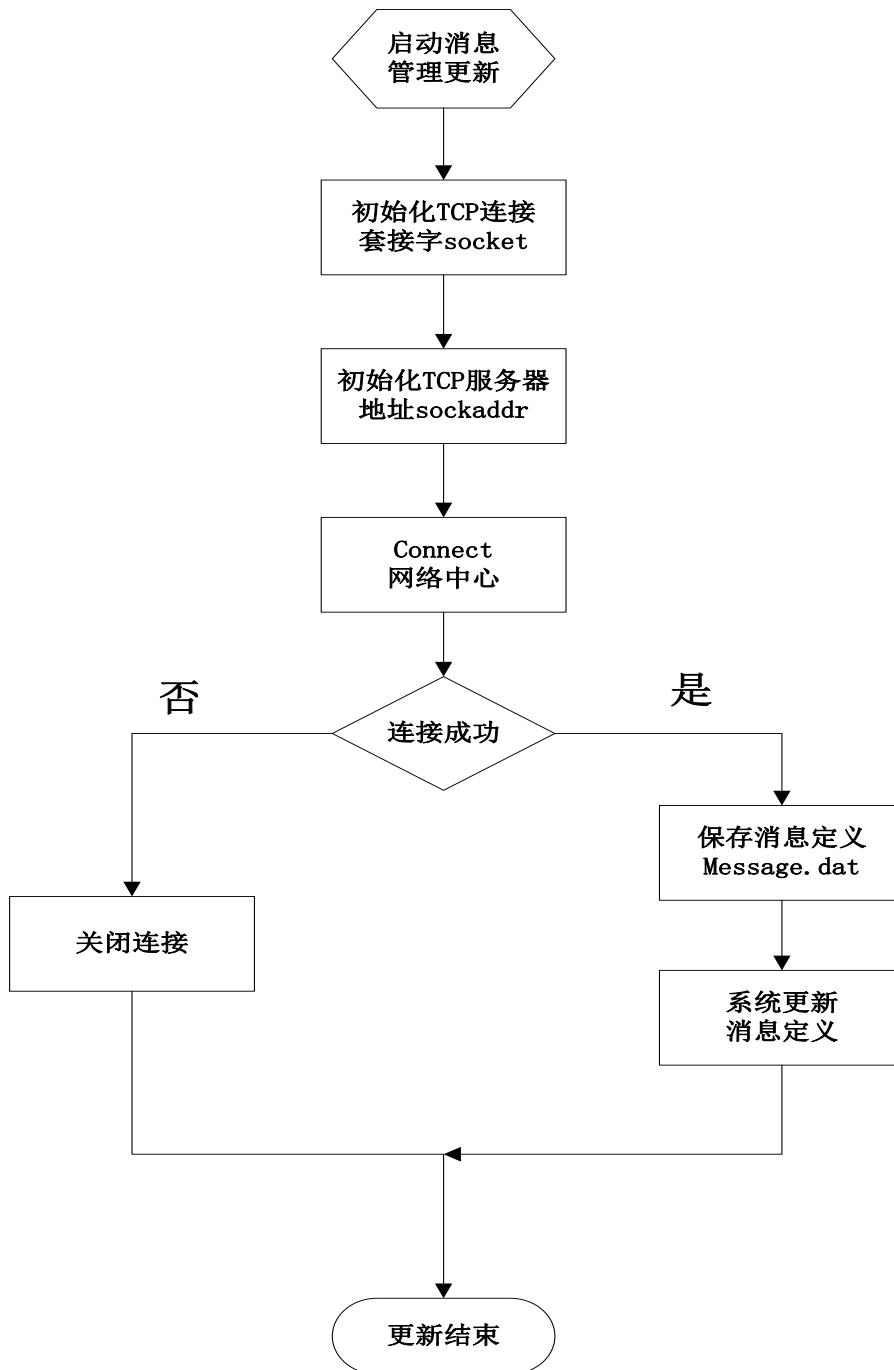 启动消息
管理更新
初始化TCP连接
套接字socket
初始化TCP服务器
地址sockaddr
Connect
网络中心
否
是
连接成功
保存消息定义
Message.dat
关闭连接
系统更新
消息定义
更新结束